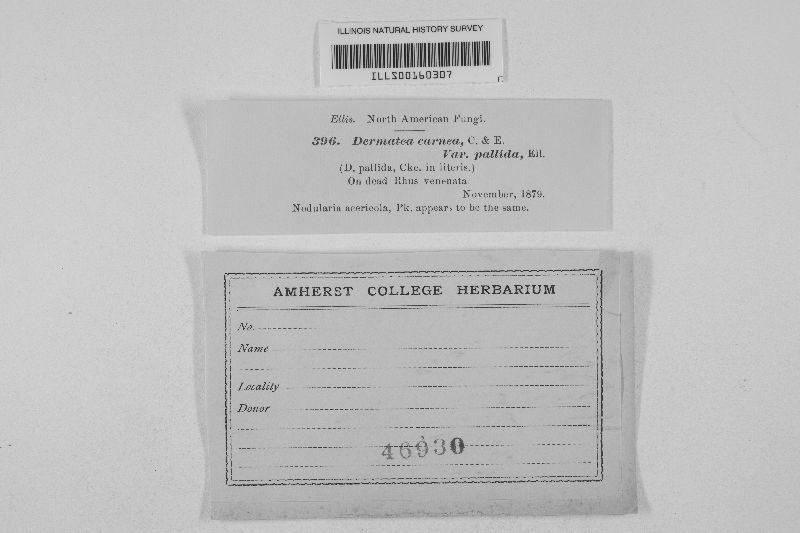 ILLINOIS NATURAL HISTORY SURVEY
ILLS00160307
Ellis. North American Fungi.
396. Dermatea carnea, C. & E.
Var. pallida, Ell.
(D. pallida, Cke. in literis.)
On dead Rhus venenata
November, 1879.
Nodularia acericola, Pk. appears to be the same.
AMHERST COLLEGE HERBARIUM
No.
Name
Locality
Donor
46930